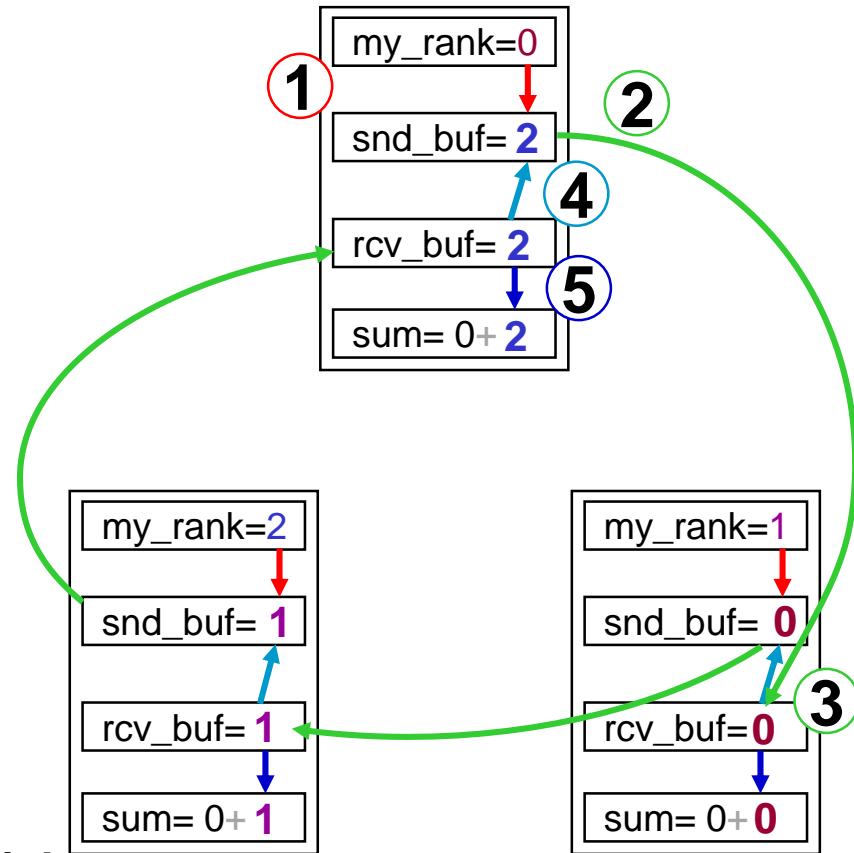 my_rank=0
1
2
snd_buf= 2
4
rcv_buf= 2
5
sum= 0+ 2
my_rank=2
snd_buf= 1
rcv_buf= 1
sum= 0+ 1
my_rank=1
snd_buf= 0
3
rcv_buf=0
sum= 0+ 0